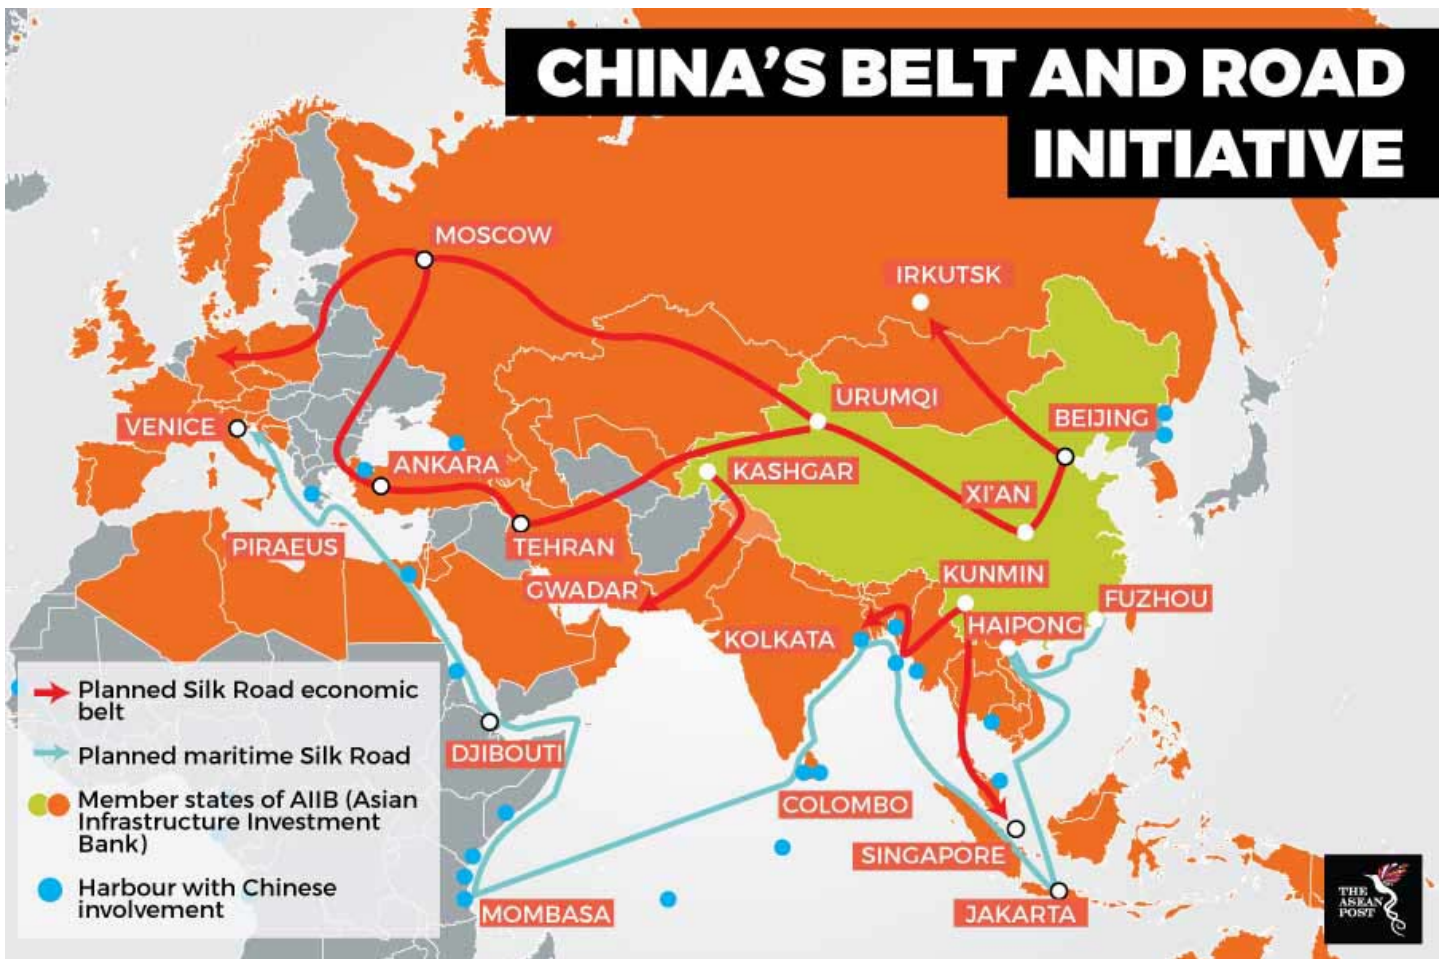 CHINA'S BELT AND ROAD
INITIATIVE
MOSCOW
IRKUTSK
URUMQI
BEIJING
VENICE
ANKARA
KASHGAR
XI'AN
PIRAEUS
TEHRAN
GWADAR
KUNMIN
FUZHOU
HAIPONG
KOLKATA
DJIBOUTI
COLOMBO
SINGAPORE
MOMBASA
JAKARTA
Planned Silk Road economic
belt
Planned maritime Silk Road
Member states of AIIB (Asian
Infrastructure Investment
Bank)
Harbour with Chinese
involvement
THE
ASEAN
POST